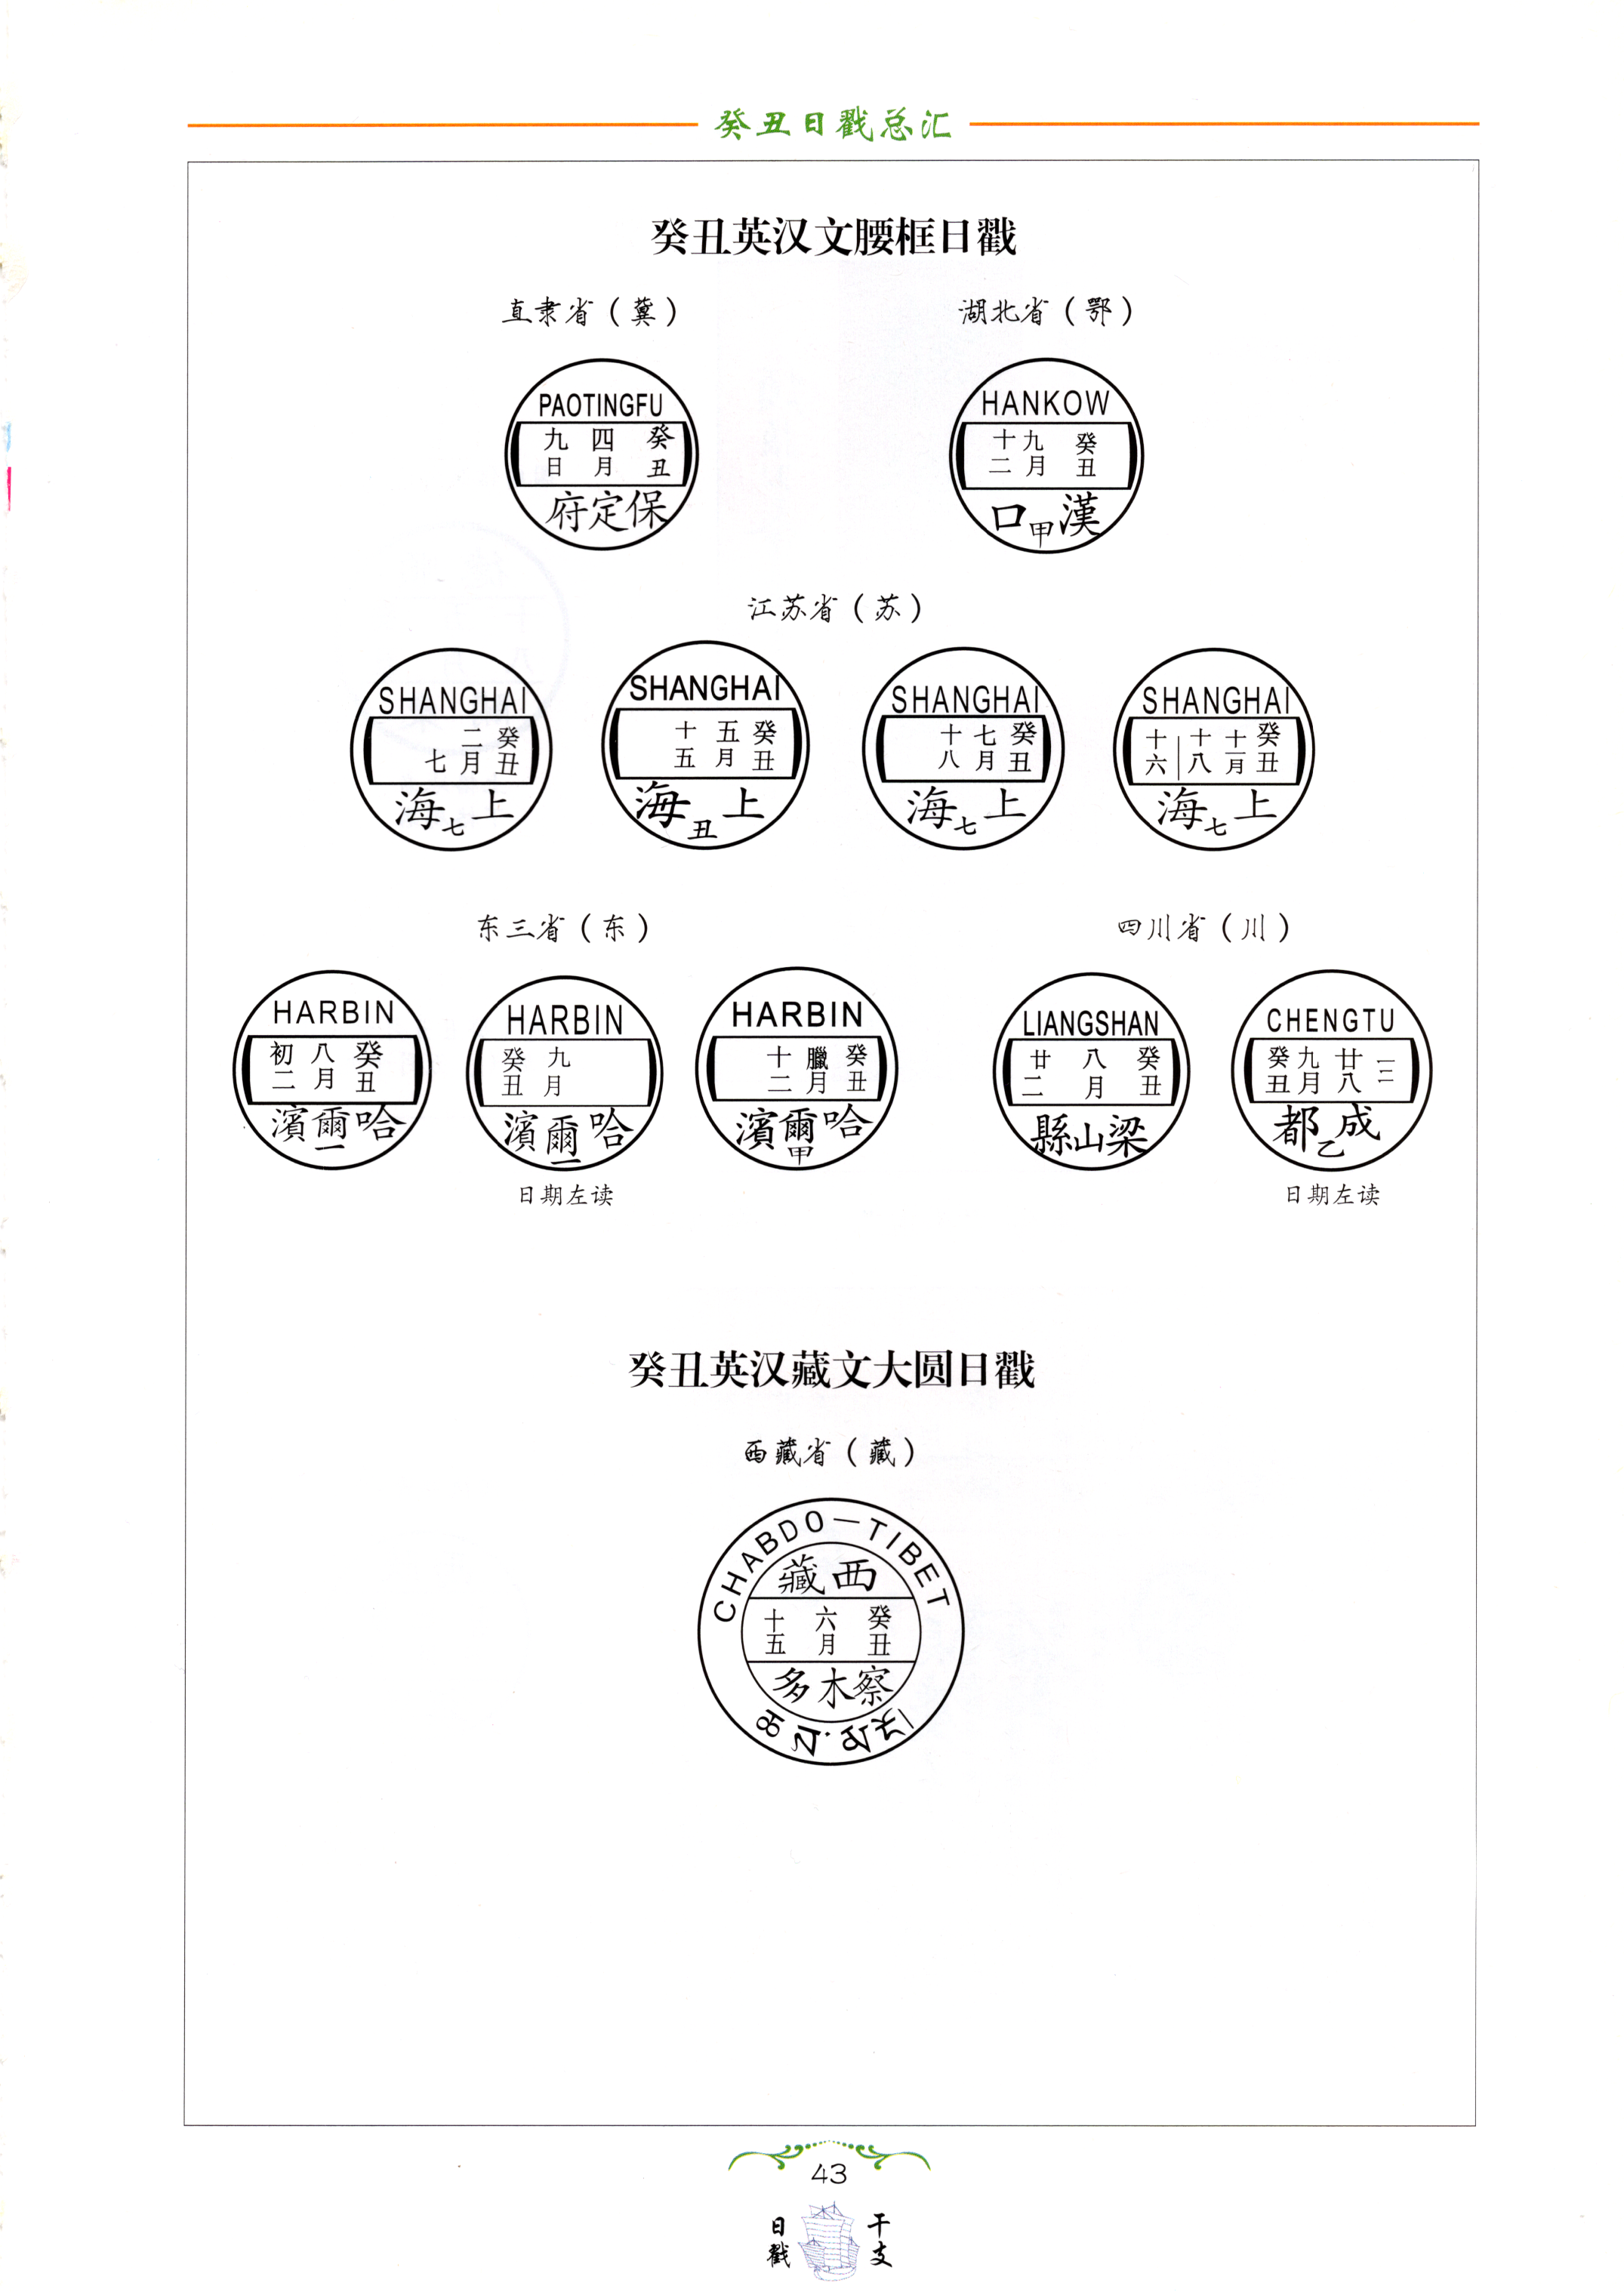 癸丑日戳总汇
癸丑英汉文腰框日戳
直隶省（冀）
湖北省（鄂）
PAOTINGFU
九 四 癸
日 月 丑
府定保
HANKOW
十 九 癸
二 月 丑
口甲漢
江苏省（苏）
SHANGHAI
二 癸
七 月 丑
海七上
SHANGHAI
十 五 癸
五 月 丑
海丑上
SHANGHAI
十 七 癸
八 月 丑
海七上
SHANGHAI
十 十 十一 癸
六 八 月 丑
海七上
东三省（东）
四川省（川）
HARBIN
初 八 癸
二 月 丑
濱爾哈
一
HARBIN
癸 九
丑 月
濱爾哈
一
日期左读
HARBIN
十 臘 癸
二 月 丑
濱爾哈
甲
LIANGSHAN
廿 八 癸
二 月 丑
縣山梁
CHENGTU
癸 九 廿 一
丑 月 八 二
都乙成
日期左读
癸丑英汉藏文大圆日戳
西藏省（藏）
CHABDO—TIBET
藏西
十 六 癸
五 月 丑
多木察
43
日 干
戳 支